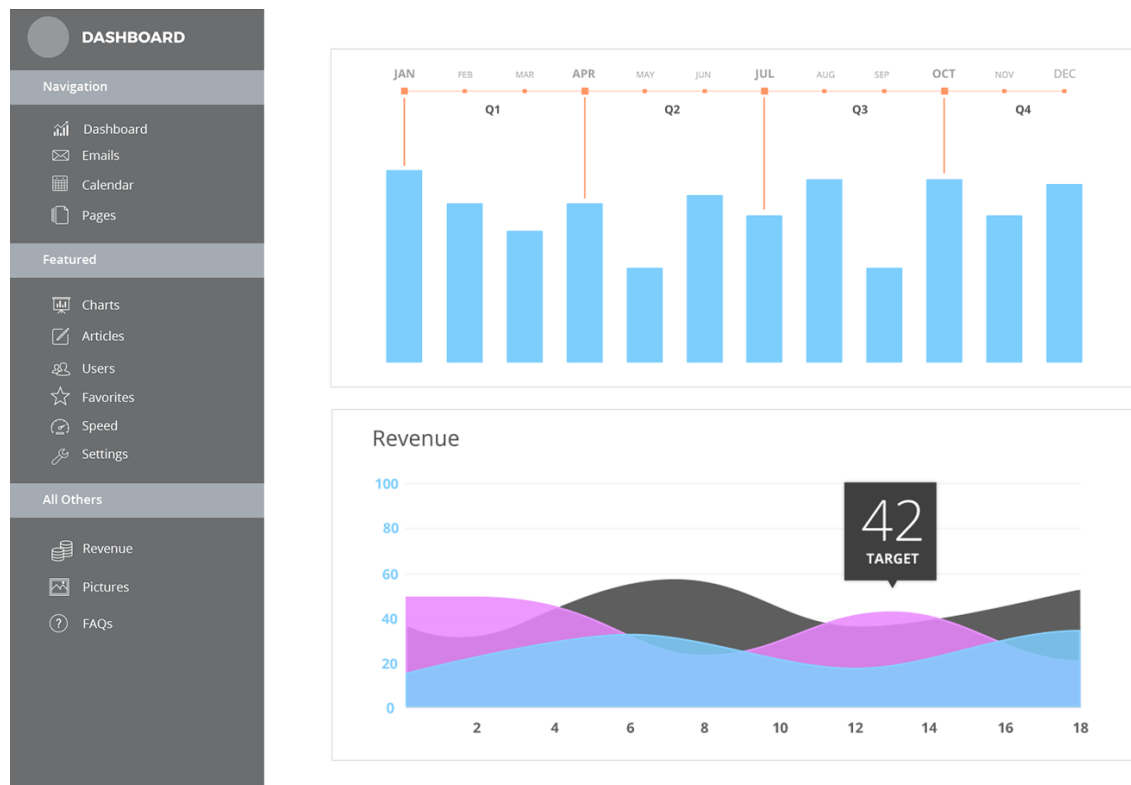 DASHBOARD
Navigation
Dashboard
Emails
Calendar
Pages
Featured
Charts
Articles
Users
Favorites
Speed
Settings
All Others
Revenue
Pictures
? FAQs
JAN FEB MAR APR MAY JUN JUL AUG SEP OCT NOV DEC
Q1 Q2 Q3 Q4
Revenue
100
80
60
40
20
0
42
TARGET
2 4 6 8 10 12 14 16 18